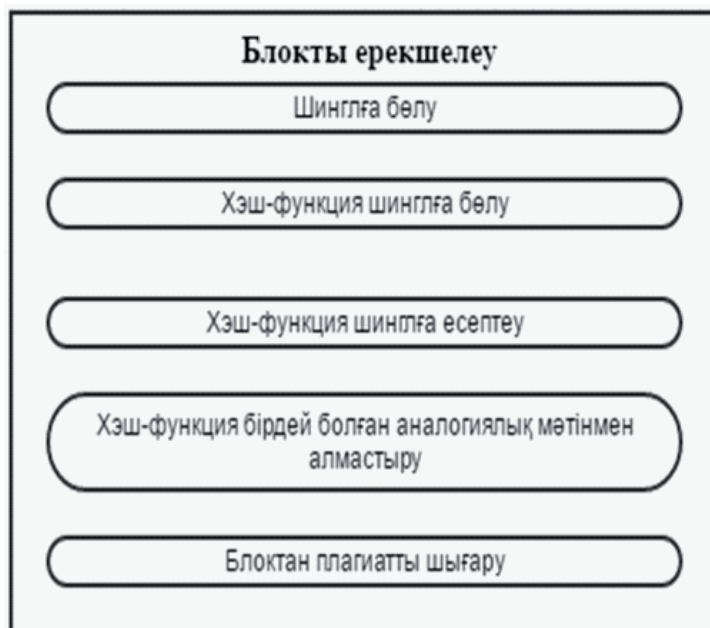 Блокты ерекшелеу
Шинглға бөлу
Хэш-функция шинглға бөлу
Хэш-функция шинглға есептеу
Хэш-функция бірдей болған аналогиялық мәтінмен
алмастыру
Блоктан плагиатты шығару